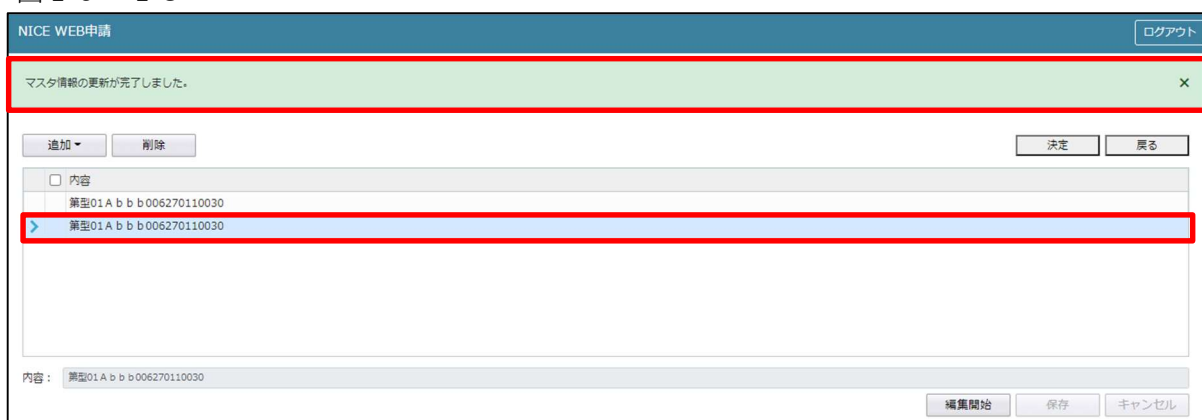 NICE WEB申請
ログアウト
マスタ情報の更新が完了しました。
×
追加 削除 決定 戻る
内容
第型01Aｂｂｂ006270110030
第型01Aｂｂｂ006270110030
内容： 第型01Aｂｂｂ006270110030
編集開始 保存 キャンセル